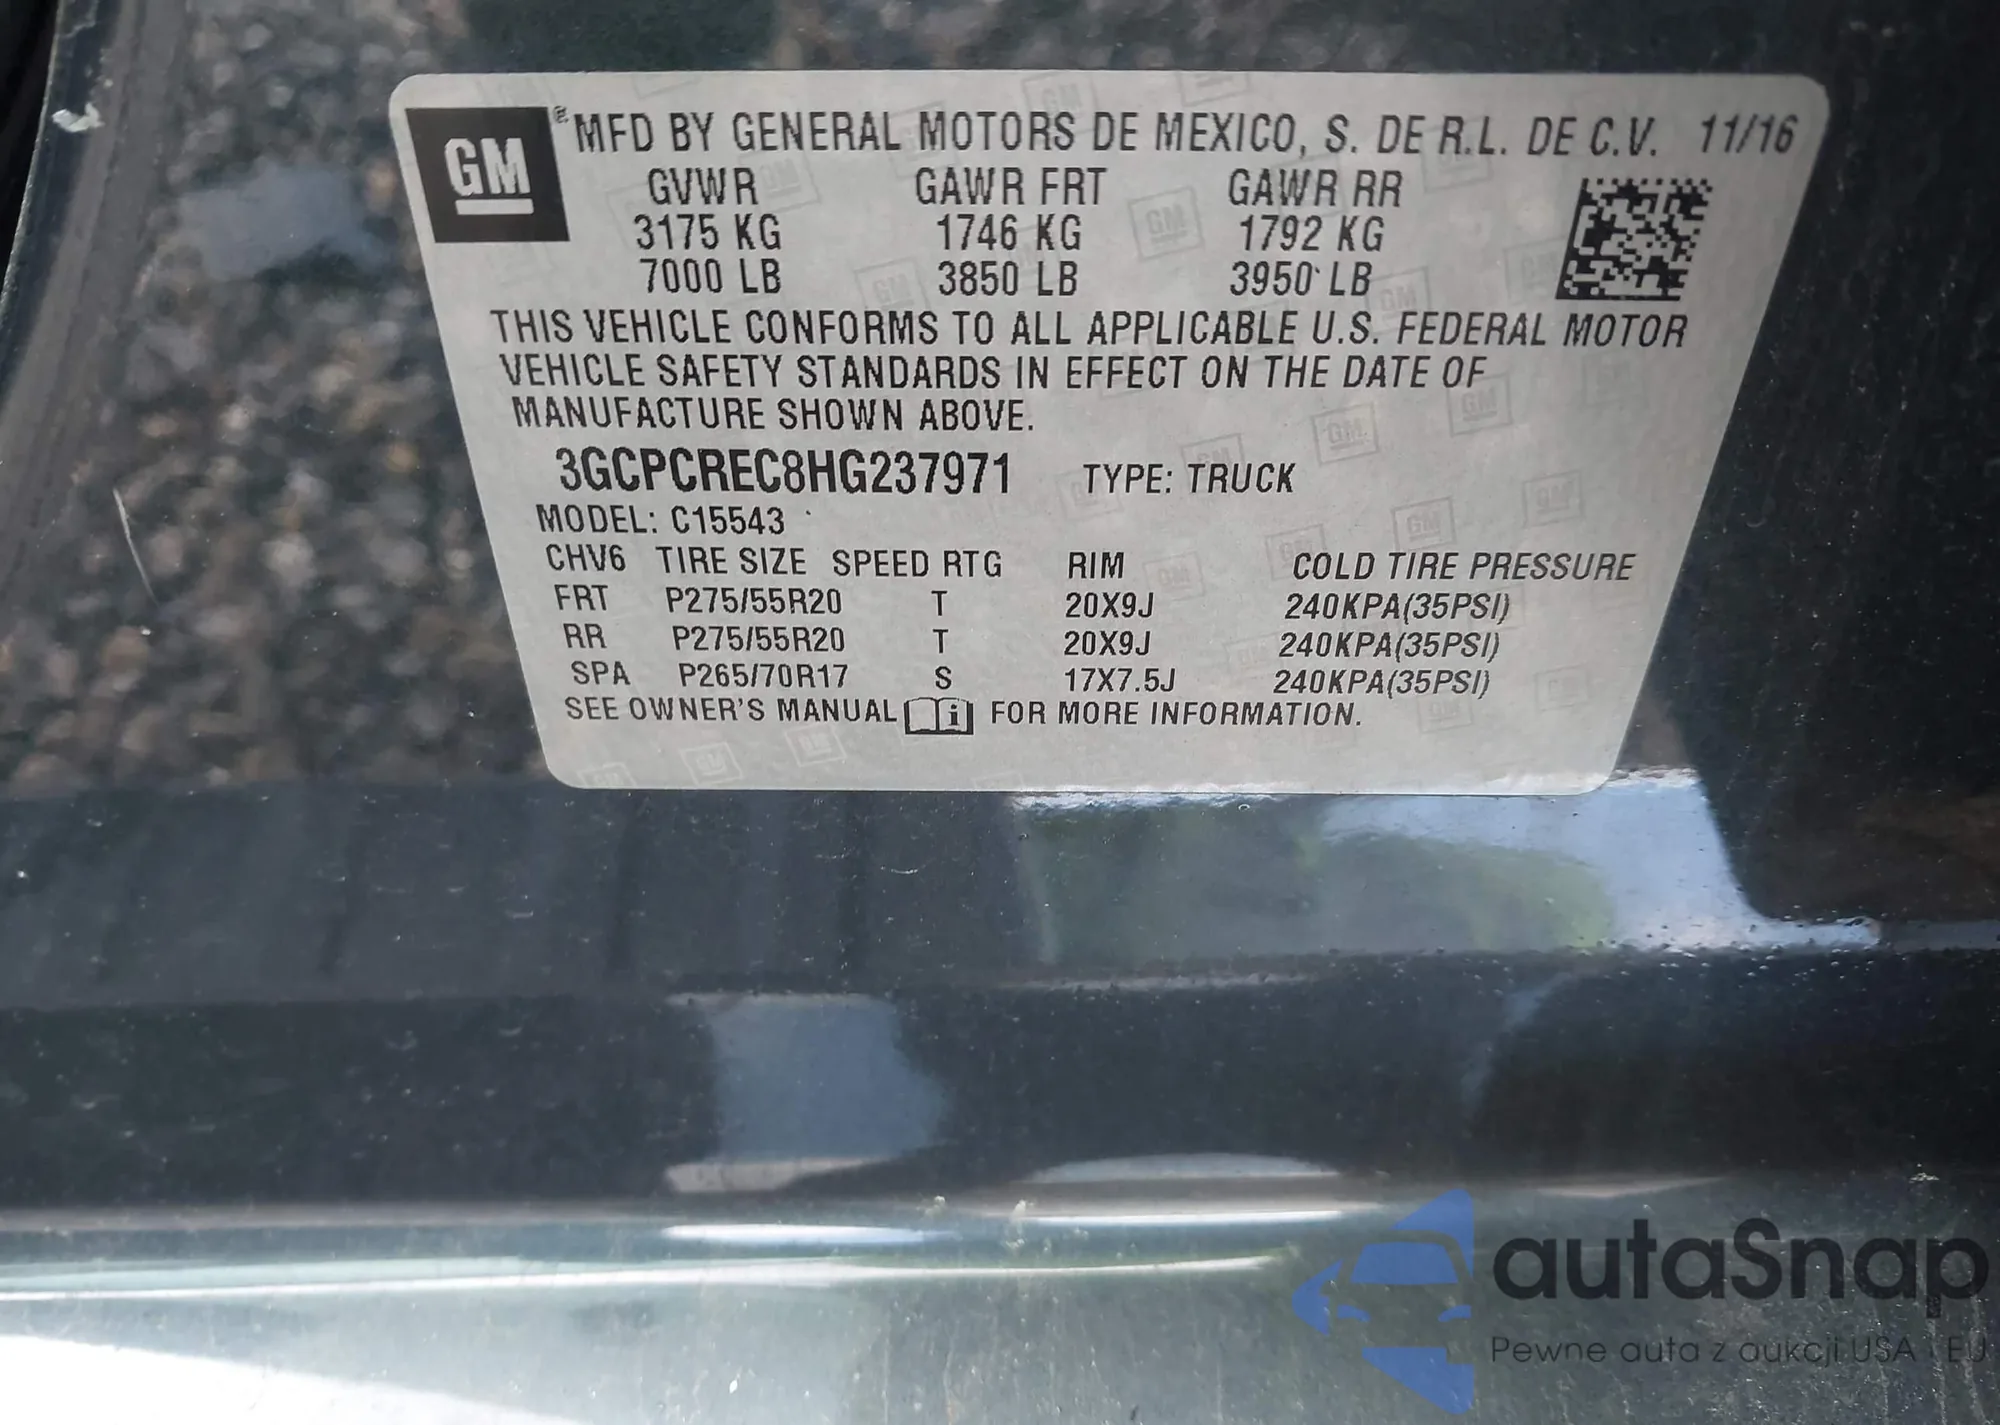 GM ® MFD BY GENERAL MOTORS DE MEXICO, S. DE R.L. DE C.V. 11/16
GVWR GAWR FRT GAWR RR
3175 KG 1746 KG 1792 KG
7000 LB 3850 LB 3950 LB
THIS VEHICLE CONFORMS TO ALL APPLICABLE U.S. FEDERAL MOTOR
VEHICLE SAFETY STANDARDS IN EFFECT ON THE DATE OF
MANUFACTURE SHOWN ABOVE.
3GCPCREC8HG237971 TYPE: TRUCK
MODEL: C15543
CHV6 TIRE SIZE SPEED RTG RIM COLD TIRE PRESSURE
FRT P275/55R20 T 20X9J 240KPA(35PSI)
RR P275/55R20 T 20X9J 240KPA(35PSI)
SPA P265/70R17 S 17X7.5J 240KPA(35PSI)
SEE OWNER'S MANUAL i FOR MORE INFORMATION.
autaSnap
Pewne auta z aukcji USA i EU